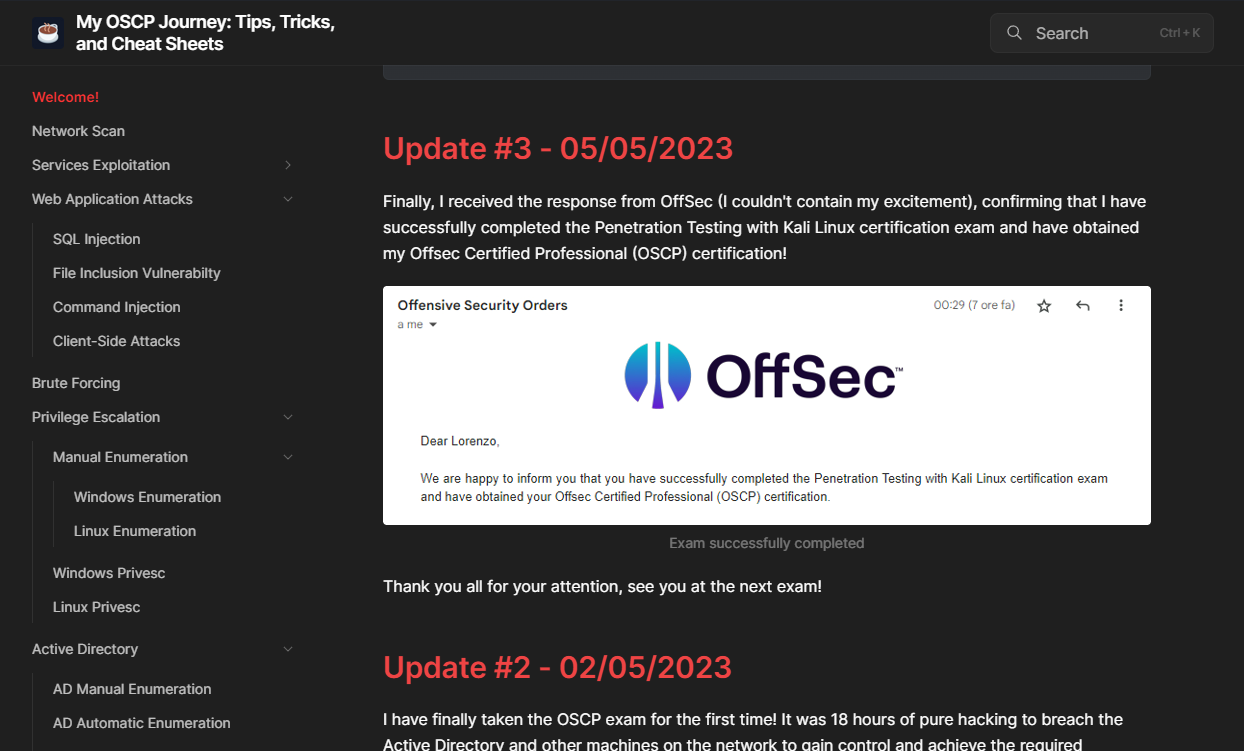 My OSCP Journey: Tips, Tricks,
and Cheat Sheets
Search
Ctrl + K
Welcome!
Network Scan
Services Exploitation
Web Application Attacks
SQL Injection
File Inclusion Vulnerabilty
Command Injection
Client-Side Attacks
Brute Forcing
Privilege Escalation
Manual Enumeration
Windows Enumeration
Linux Enumeration
Windows Privesc
Linux Privesc
Active Directory
AD Manual Enumeration
AD Automatic Enumeration
Update #3 - 05/05/2023
Finally, I received the response from OffSec (I couldn't contain my excitement), confirming that I have
successfully completed the Penetration Testing with Kali Linux certification exam and have obtained
my Offsec Certified Professional (OSCP) certification!
Offensive Security Orders
00:29 (7 ore fa)
a me
OffSec™
Dear Lorenzo,
We are happy to inform you that you have successfully completed the Penetration Testing with Kali Linux certification exam
and have obtained your Offsec Certified Professional (OSCP) certification.
Exam successfully completed
Thank you all for your attention, see you at the next exam!
Update #2 - 02/05/2023
I have finally taken the OSCP exam for the first time! It was 18 hours of pure hacking to breach the
Active Directory and other machines on the network to gain control and achieve the required